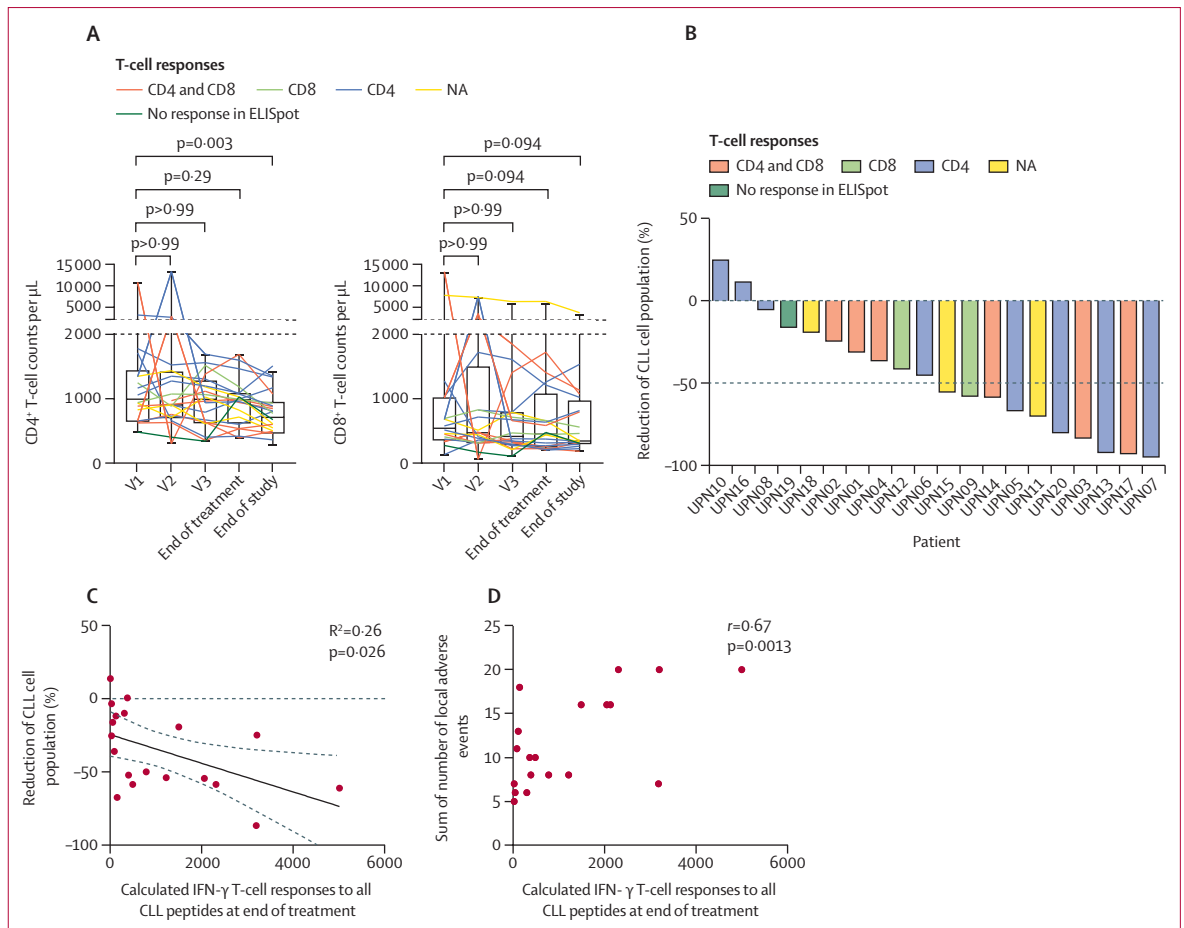 A
T-cell responses
CD4 and CD8
CD8
CD4
NA
No response in ELISpot
p=0·003
p=0·29
p>0·99
p>0·99
15 000
10 000
5000
2000
1000
0
CD4⁺ T-cell counts per µL
V1
V2
V3
End of treatment
End of study
p=0·094
p=0·094
p>0·99
p>0·99
15 000
10 000
5000
2000
1000
0
CD8⁺ T-cell counts per µL
V1
V2
V3
End of treatment
End of study
B
T-cell responses
CD4 and CD8
CD8
CD4
NA
No response in ELISpot
50
0
−50
−100
Reduction of CLL cell population (%)
UPN10
UPN16
UPN08
UPN19
UPN18
UPN02
UPN01
UPN04
UPN12
UPN06
UPN15
UPN09
UPN14
UPN05
UPN11
UPN20
UPN03
UPN13
UPN17
UPN07
Patient
C
R²=0·26
p=0·026
50
0
−50
−100
Reduction of CLL cell
population (%)
0
2000
4000
6000
Calculated IFN-γ T-cell responses to all
CLL peptides at end of treatment
D
r=0·67
p=0·0013
25
20
15
10
5
0
Sum of number of local adverse
events
0
2000
4000
6000
Calculated IFN- γ T-cell responses to all
CLL peptides at end of treatment